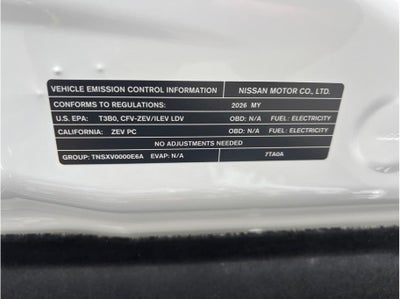 VEHICLE EMISSION CONTROL INFORMATION NISSAN MOTOR CO., LTD.
CONFORMS TO REGULATIONS: 2026 MY
U.S. EPA: T3B0, CFV-ZEV/ILEV LDV OBD: N/A FUEL: ELECTRICITY
CALIFORNIA: ZEV PC OBD: N/A FUEL: ELECTRICITY
NO ADJUSTMENTS NEEDED
GROUP: TNSXV0000E6A EVAP: N/A 7TA0A